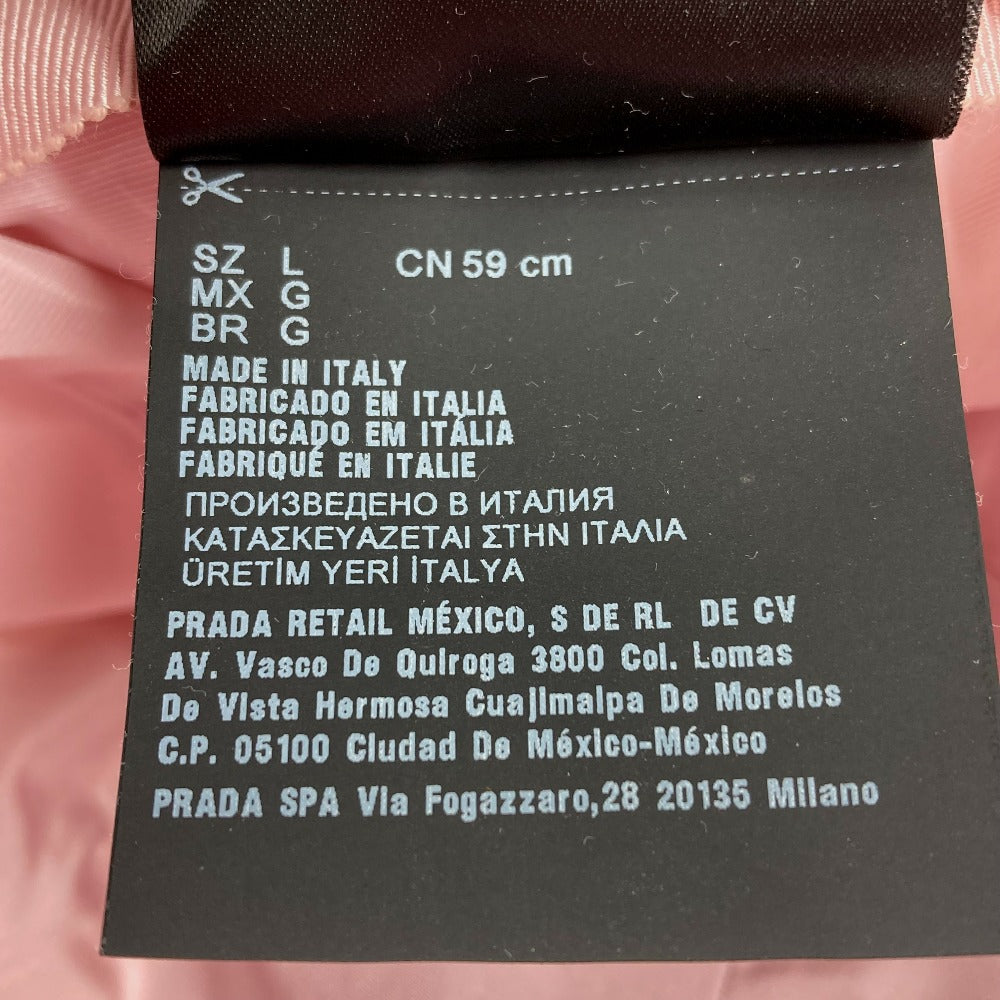 SZ L CN 59 cm
MX G
BR G
MADE IN ITALY
FABRICADO EN ITALIA
FABRICADO EM ITÁLIA
FABRIQUÉ EN ITALIE
ПРОИЗВЕДЕНО В ИТАЛИЯ
ΚΑΤΑΣΚΕΥΑΖΕΤΑΙ ΣΤΗΝ ΙΤΑΛΙΑ
ÜRETİM YERİ İTALYA
PRADA RETAIL MÉXICO, S DE RL DE CV
AV. Vasco De Quiroga 3800 Col. Lomas
De Vista Hermosa Cuajimalpa De Morelos
C.P. 05100 Ciudad De México-México
PRADA SPA Via Fogazzaro,28 20135 Milano